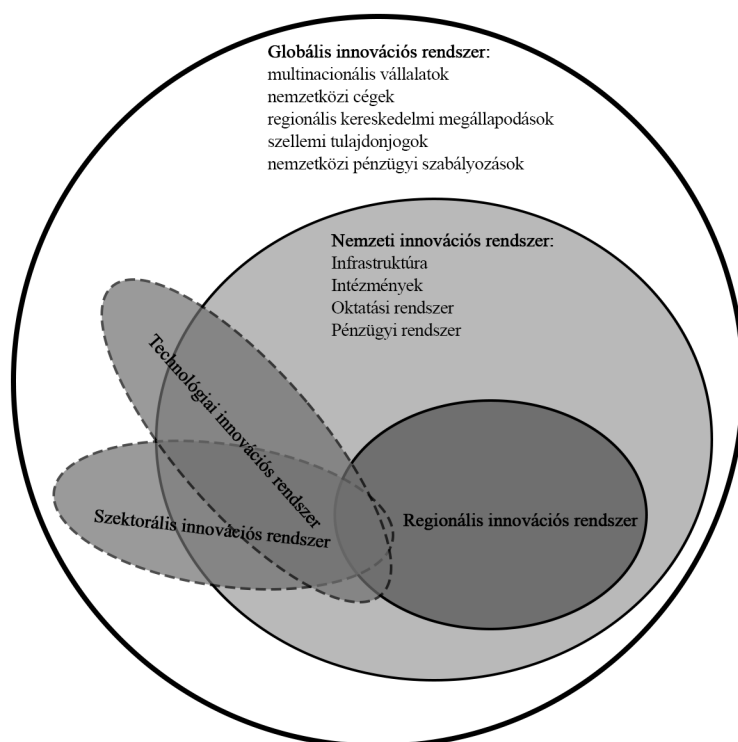 Globális innovációs rendszer:
multinacionális vállalatok
nemzetközi cégek
regionális kereskedelmi megállapodások
szellemi tulajdonjogok
nemzetközi pénzügyi szabályozások
Nemzeti innovációs rendszer:
Infrastruktúra
Intézmények
Oktatási rendszer
Pénzügyi rendszer
Technológiai innovációs rendszer
Szektorális innovációs rendszer
Regionális innovációs rendszer